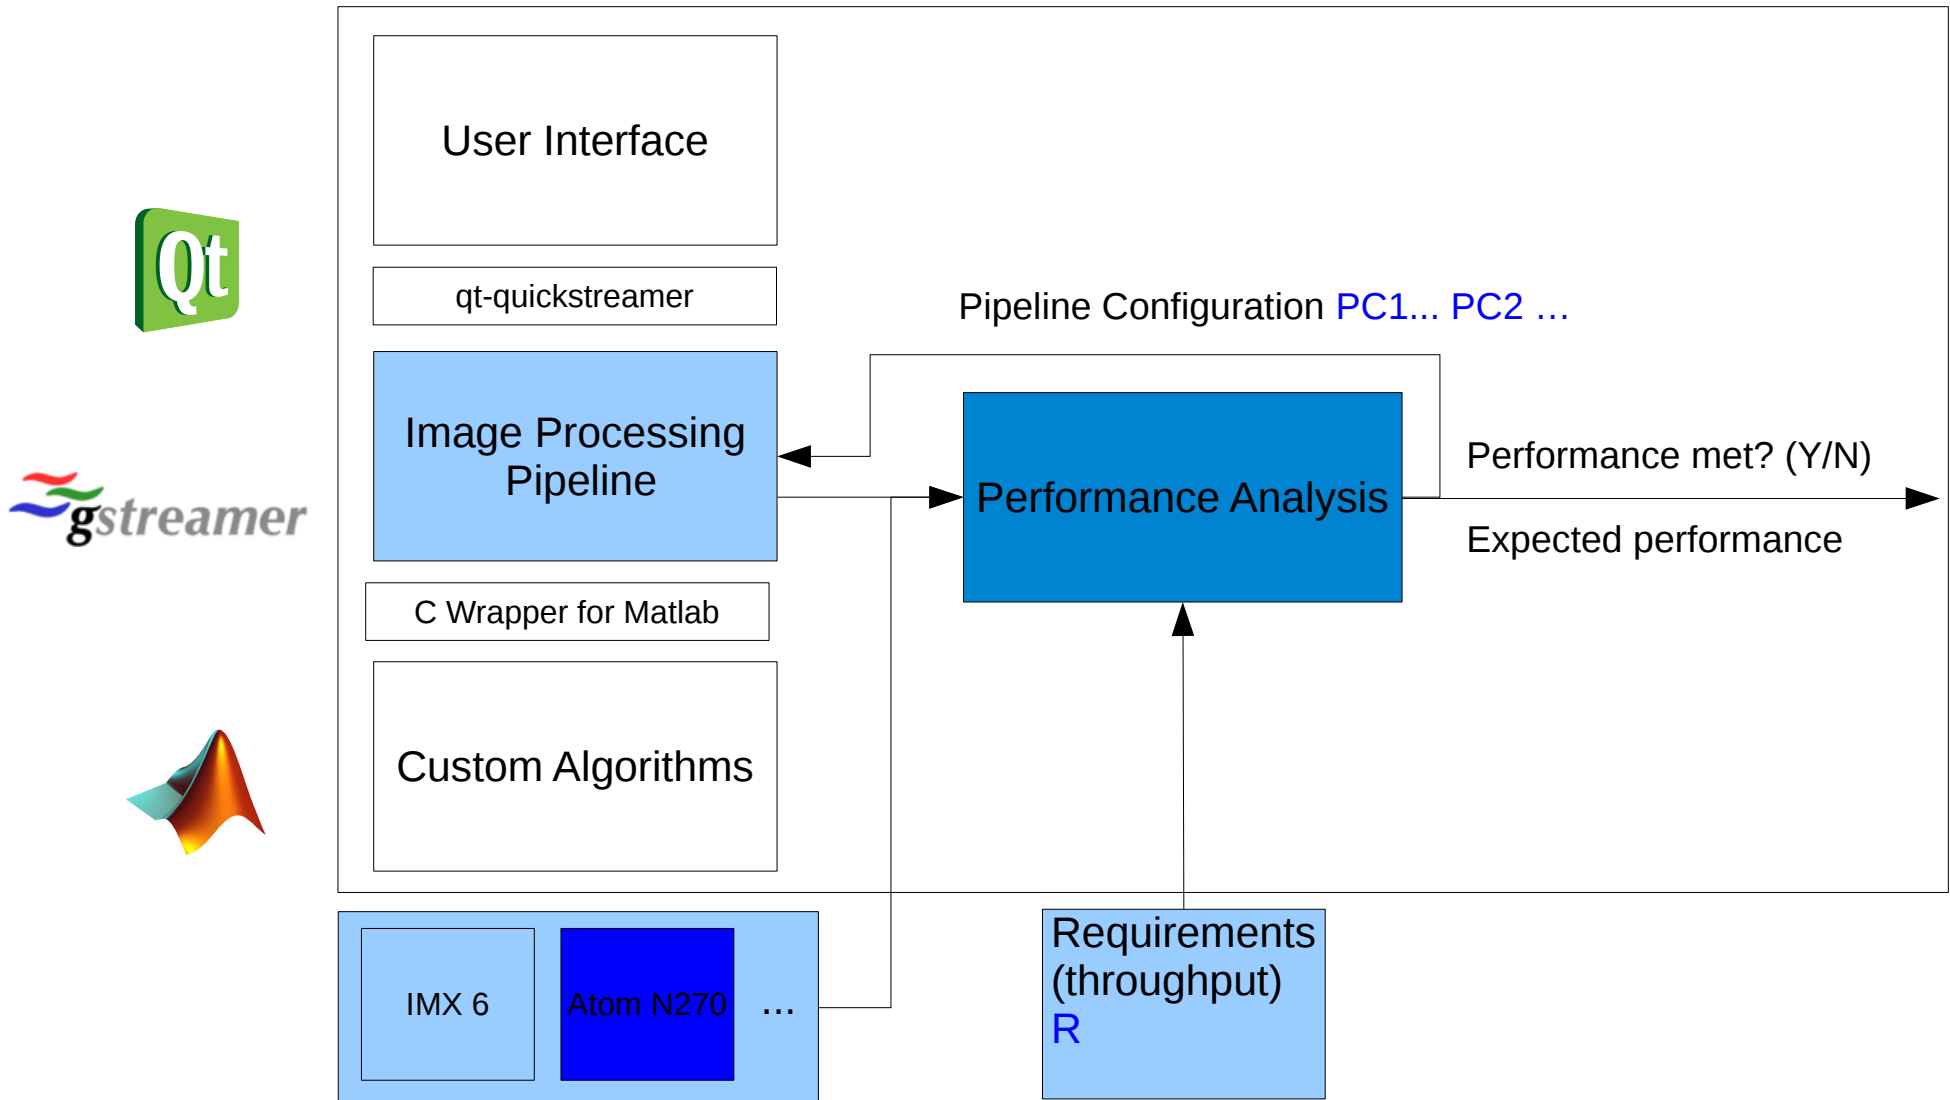 User Interface
Qt
qt-quickstreamer
Pipeline Configuration PC1... PC2 ...
Image Processing
Pipeline
Performance Analysis
Performance met? (Y/N)
Expected performance
gstreamer
C Wrapper for Matlab
Custom Algorithms
IMX 6
Atom N270
...
Requirements
(throughput)
R